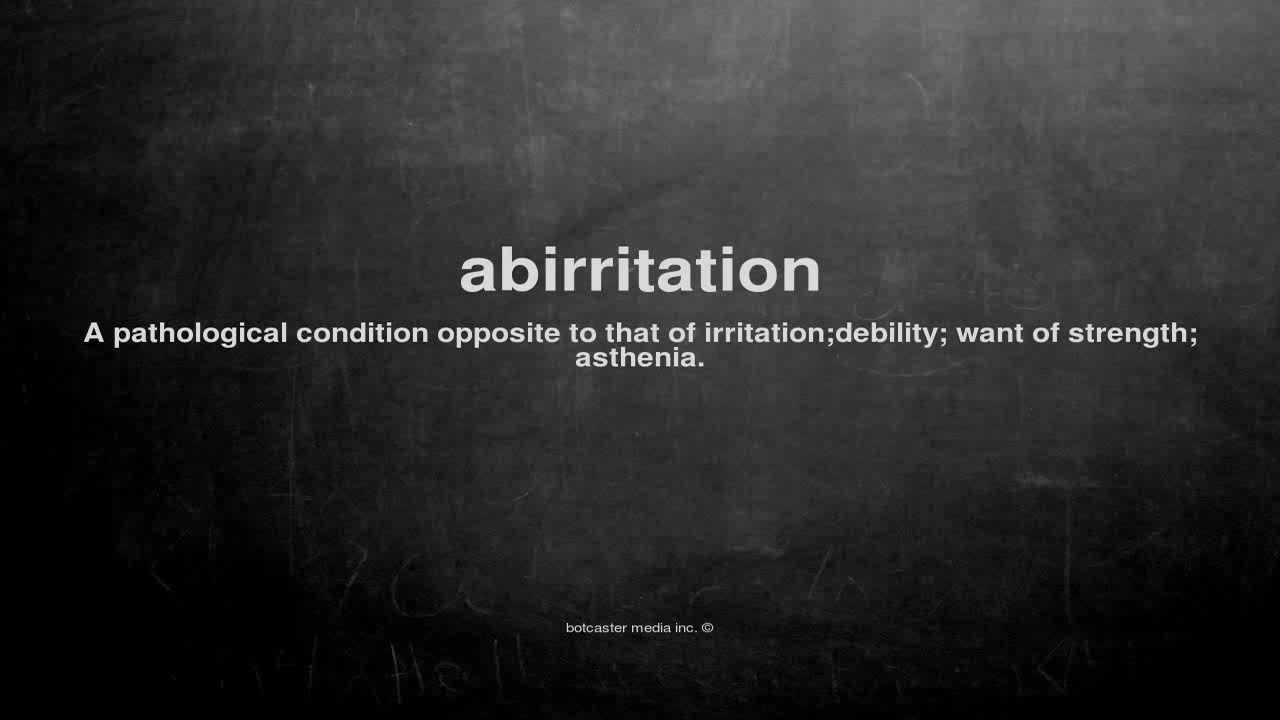 abirritation
A pathological condition opposite to that of irritation;debility; want of strength;
asthenia.
botcaster media inc. ©